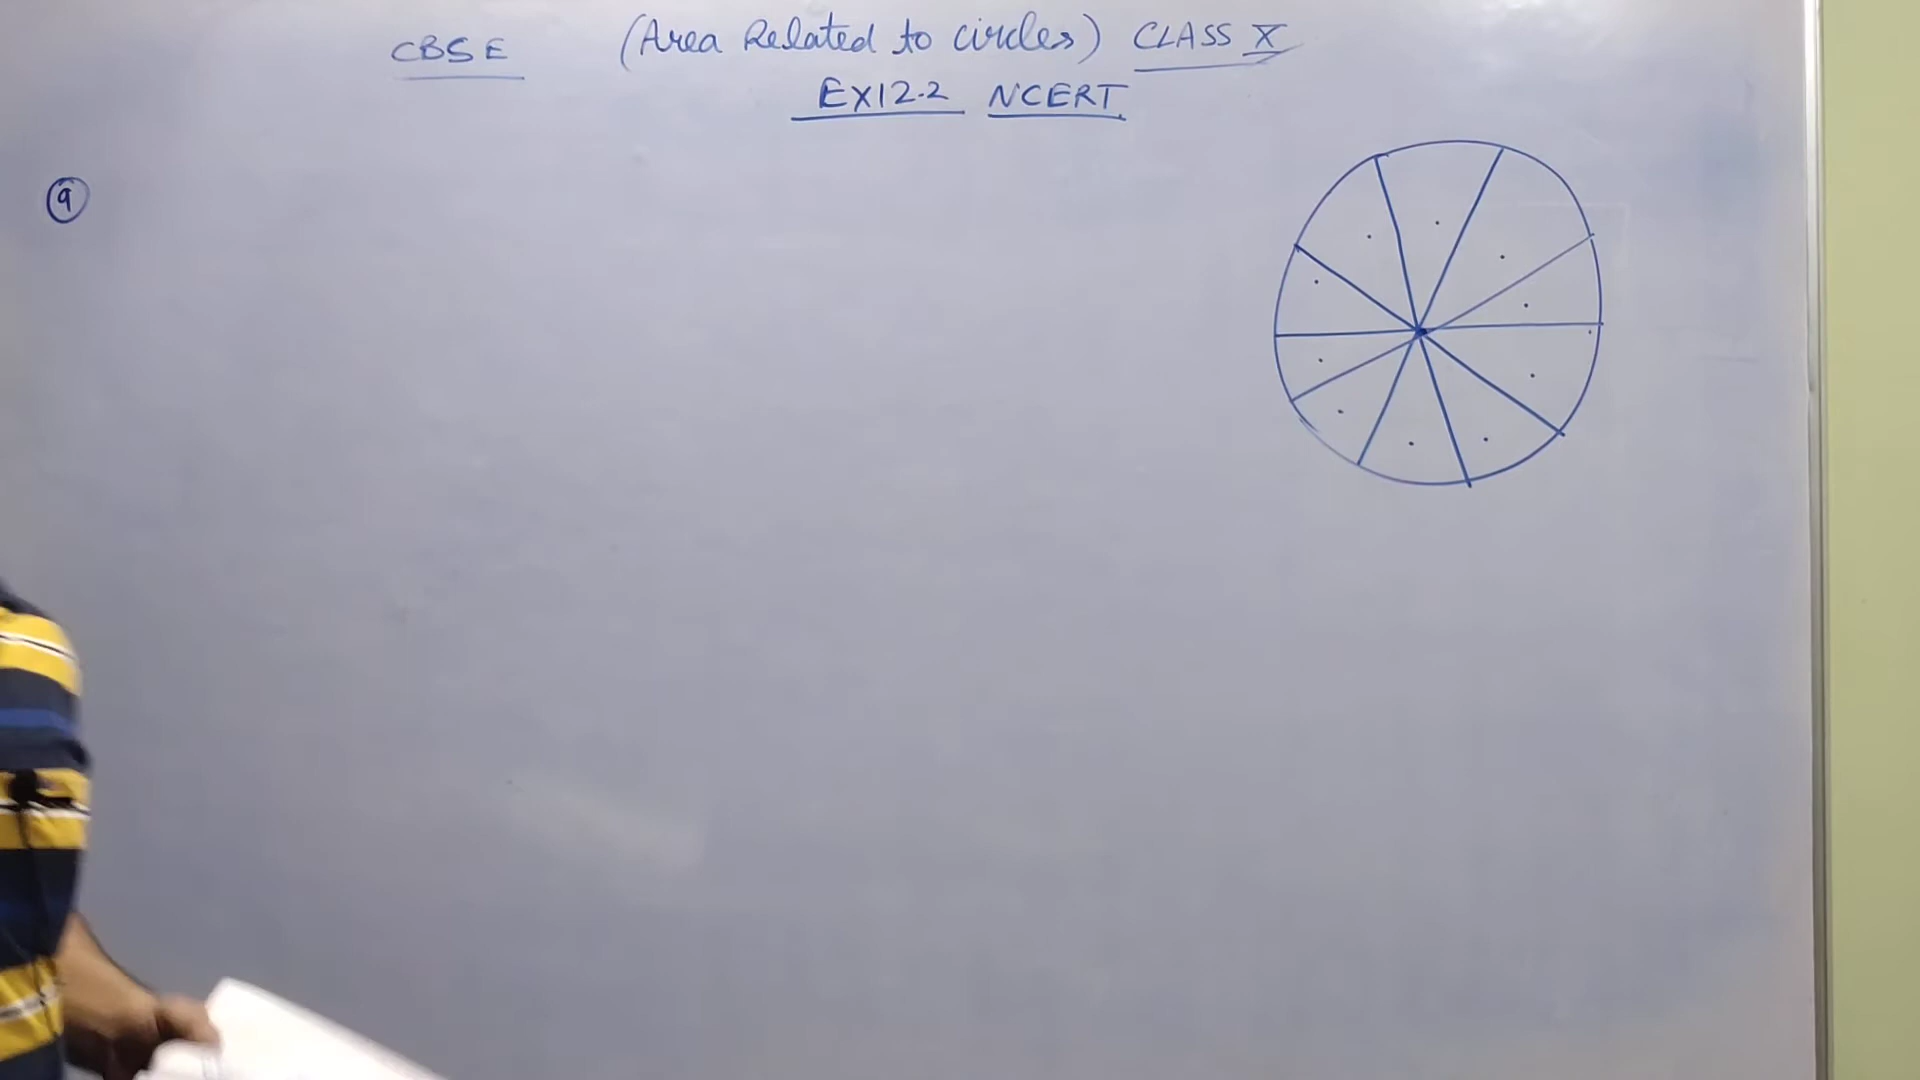 CBSE (Area Related to circles) CLASS X
EX12.2 NCERT
9